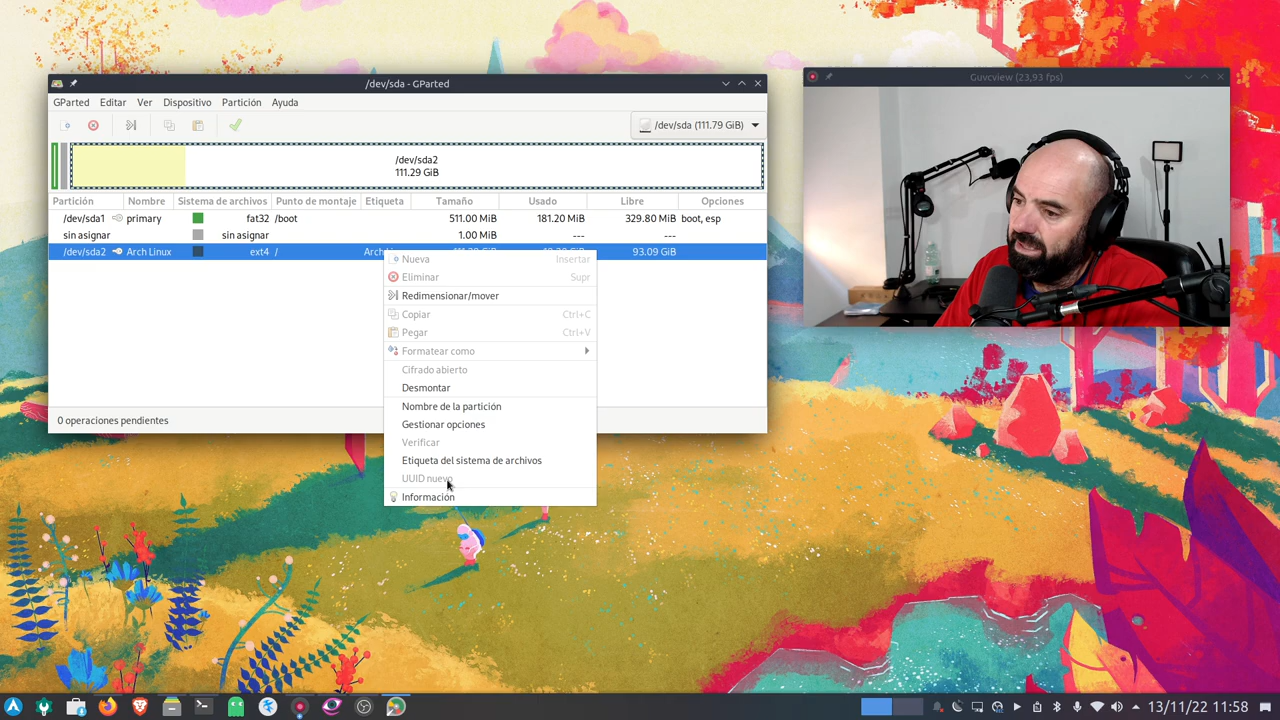 /dev/sda - GParted
GParted Editar Ver Dispositivo Partición Ayuda
/dev/sda (111.79 GiB)
/dev/sda2
111.29 GiB
Partición Nombre Sistema de archivos Punto de montaje Etiqueta Tamaño Usado Libre Opciones
/dev/sda1 primary fat32 /boot 511.00 MiB 181.20 MiB 329.80 MiB boot, esp
sin asignar sin asignar 1.00 MiB --- ---
/dev/sda2 Arch Linux ext4 / 93.09 GiB
Nueva Insertar
Eliminar Supr
Redimensionar/mover
Copiar Ctrl+C
Pegar Ctrl+V
Formatear como
Cifrado abierto
Desmontar
Nombre de la partición
Gestionar opciones
Verificar
Etiqueta del sistema de archivos
UUID nuevo
Información
0 operaciones pendientes
Guvcview (23,93 fps)
13/11/22 11:58